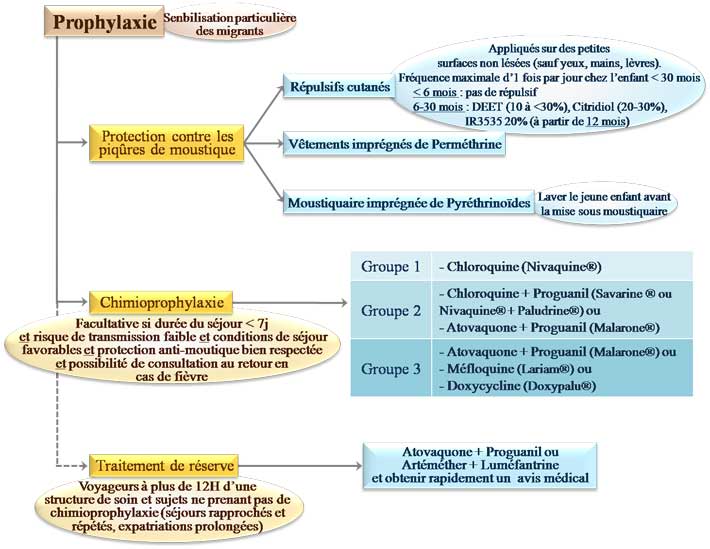 Prophylaxie
Senbilisation particulière
des migrants
Appliqués sur des petites
surfaces non lésées (sauf yeux, mains, lèvres).
Fréquence maximale d'1 fois par jour chez l'enfant < 30 mois
< 6 mois : pas de répulsif
6-30 mois : DEET (10 à <30%), Citridiol (20-30%),
IR3535 20% (à partir de 12 mois)
Répulsifs cutanés
Protection contre les
piqûres de moustique
Vêtements imprégnés de Perméthrine
Moustiquaire imprégnée de Pyréthrinoïdes
Laver le jeune enfant avant
la mise sous moustiquaire
Chimioprophylaxie
Facultative si durée du séjour < 7j
et risque de transmission faible et conditions de séjour
favorables et protection anti-moutique bien respectée
et possibilité de consultation au retour en
cas de fièvre
Groupe 1
- Chloroquine (Nivaquine®)
Groupe 2
- Chloroquine + Proguanil (Savarine ® ou
Nivaquine® + Paludrine®) ou
- Atovaquone + Proguanil (Malarone®)
Groupe 3
- Atovaquone + Proguanil (Malarone®) ou
- Méfloquine (Lariam®) ou
- Doxycycline (Doxypalu®)
Traitement de réserve
Voyageurs à plus de 12H d'une
structure de soin et sujets ne prenant pas de
chimioprophylaxie (séjours rapprochés et
répétés, expatriations prolongées)
Atovaquone + Proguanil ou
Artéméther + Luméfantrine
et obtenir rapidement un avis médical